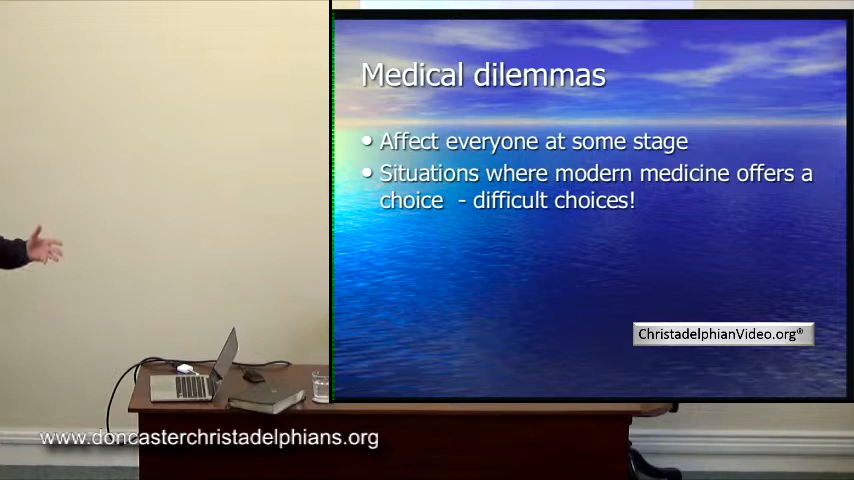 Medical dilemmas
• Affect everyone at some stage
• Situations where modern medicine offers a
choice - difficult choices!
ChristadelphianVideo.org®
www.doncasterchristadelphians.org